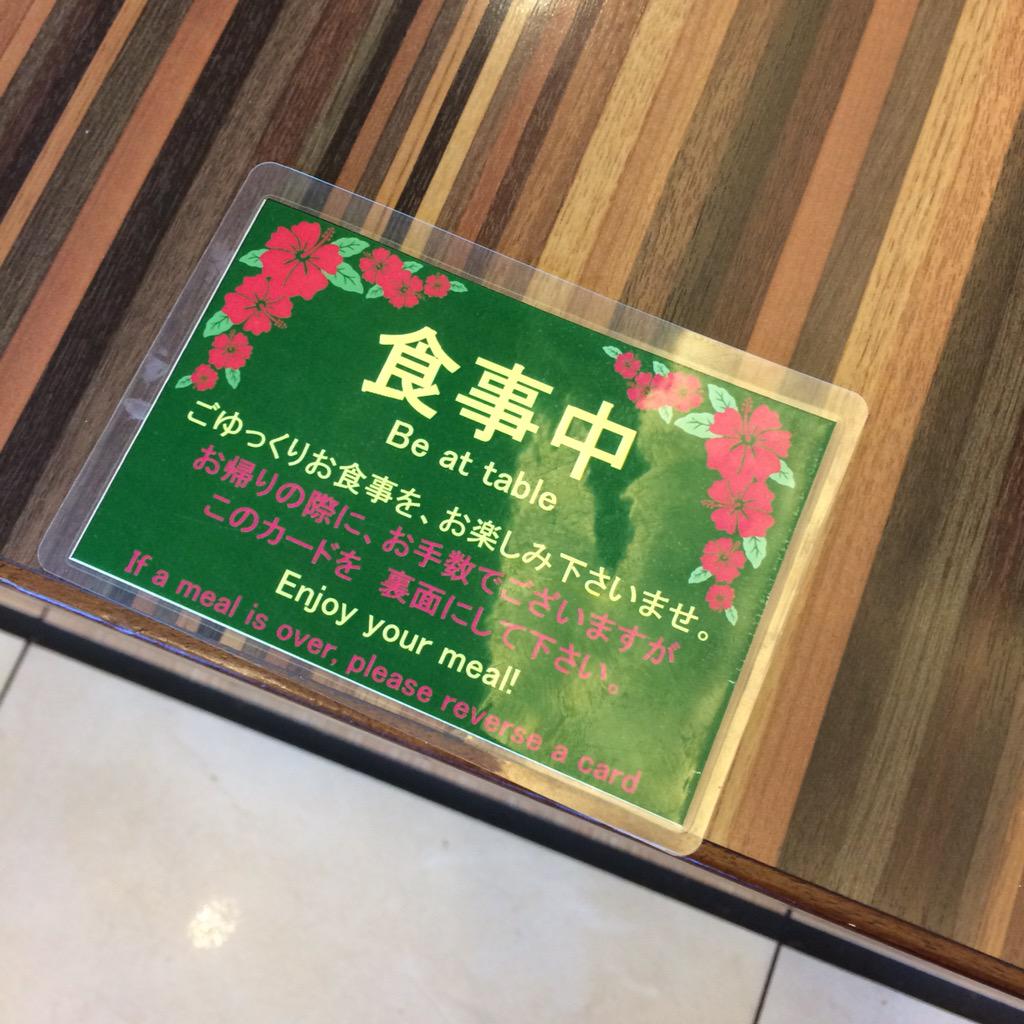 食事中
Be at table
ごゆっくりお食事を、お楽しみ下さいませ。
お帰りの際に、お手数でございますが
このカードを 裏面にして下さい。
Enjoy your meal!
If a meal is over, please reverse a card